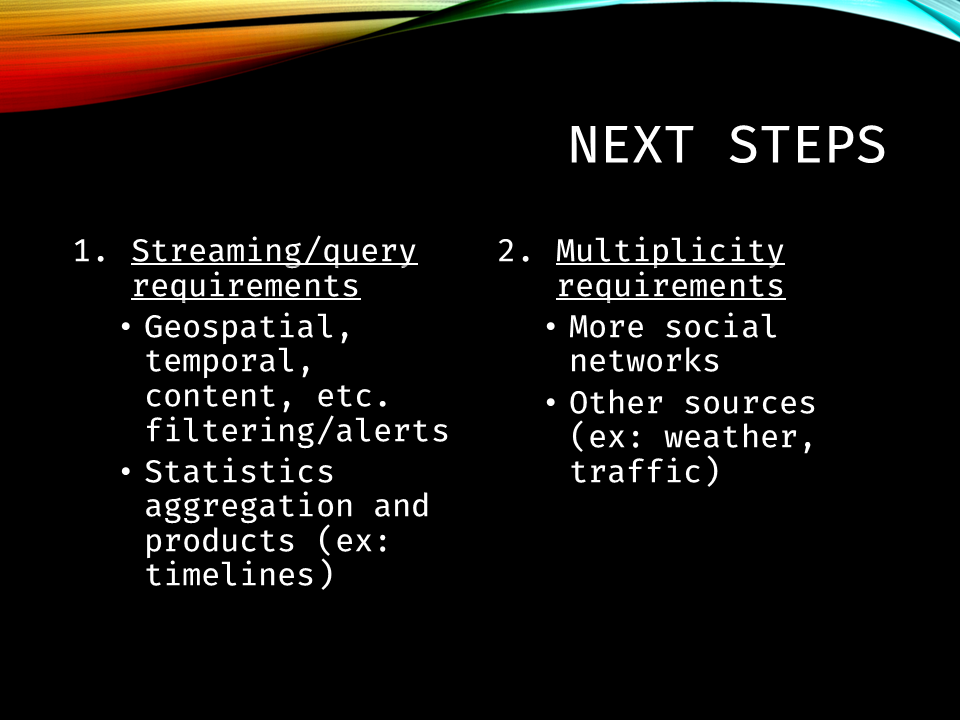 NEXT STEPS
1. Streaming/query
requirements
• Geospatial,
temporal,
content, etc.
filtering/alerts
• Statistics
aggregation and
products (ex:
timelines)
2. Multiplicity
requirements
• More social
networks
• Other sources
(ex: weather,
traffic)